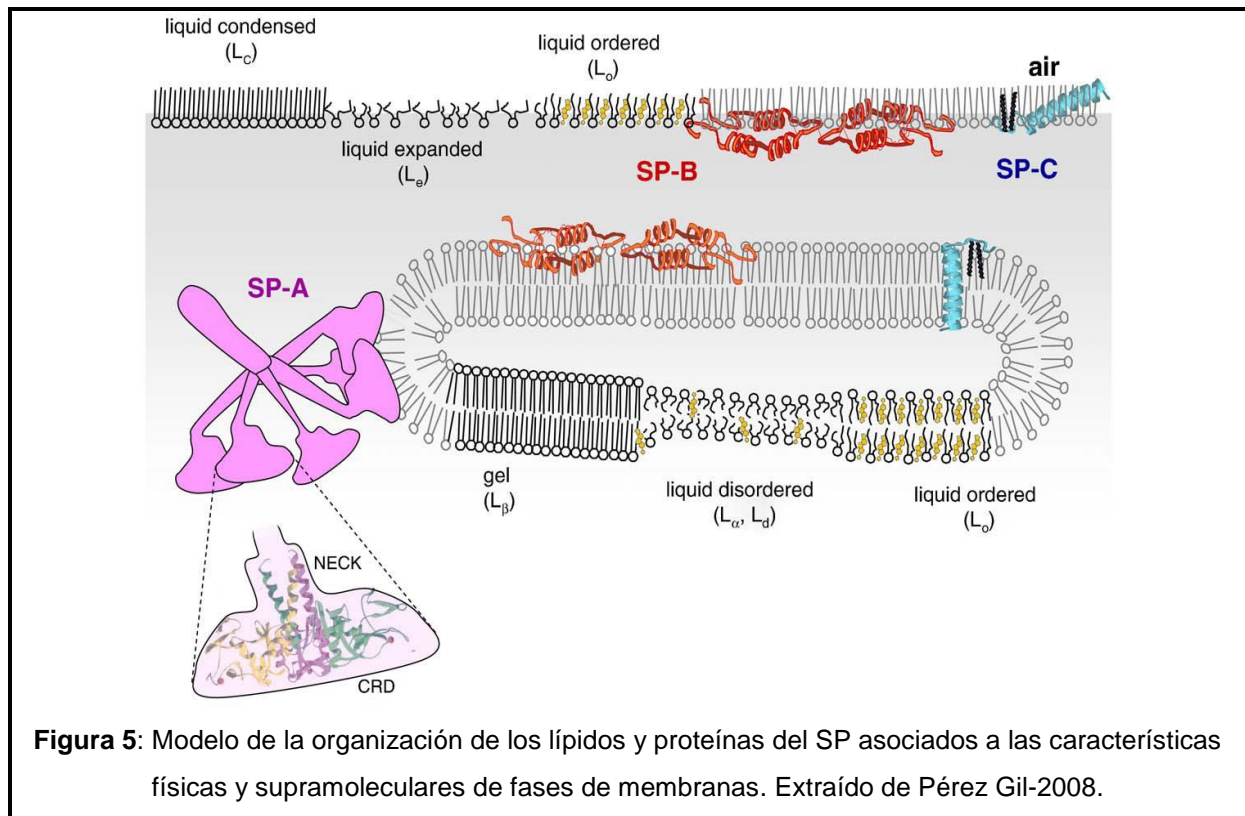 liquid condensed
(Lc)
liquid ordered
(Lo)
air
liquid expanded
(Le)
SP-B
SP-C
SP-A
gel
(Lβ)
liquid disordered
(Lα, Ld)
liquid ordered
(Lo)
NECK
CRD
Figura 5: Modelo de la organización de los lípidos y proteínas del SP asociados a las características
físicas y supramoleculares de fases de membranas. Extraído de Pérez Gil-2008.